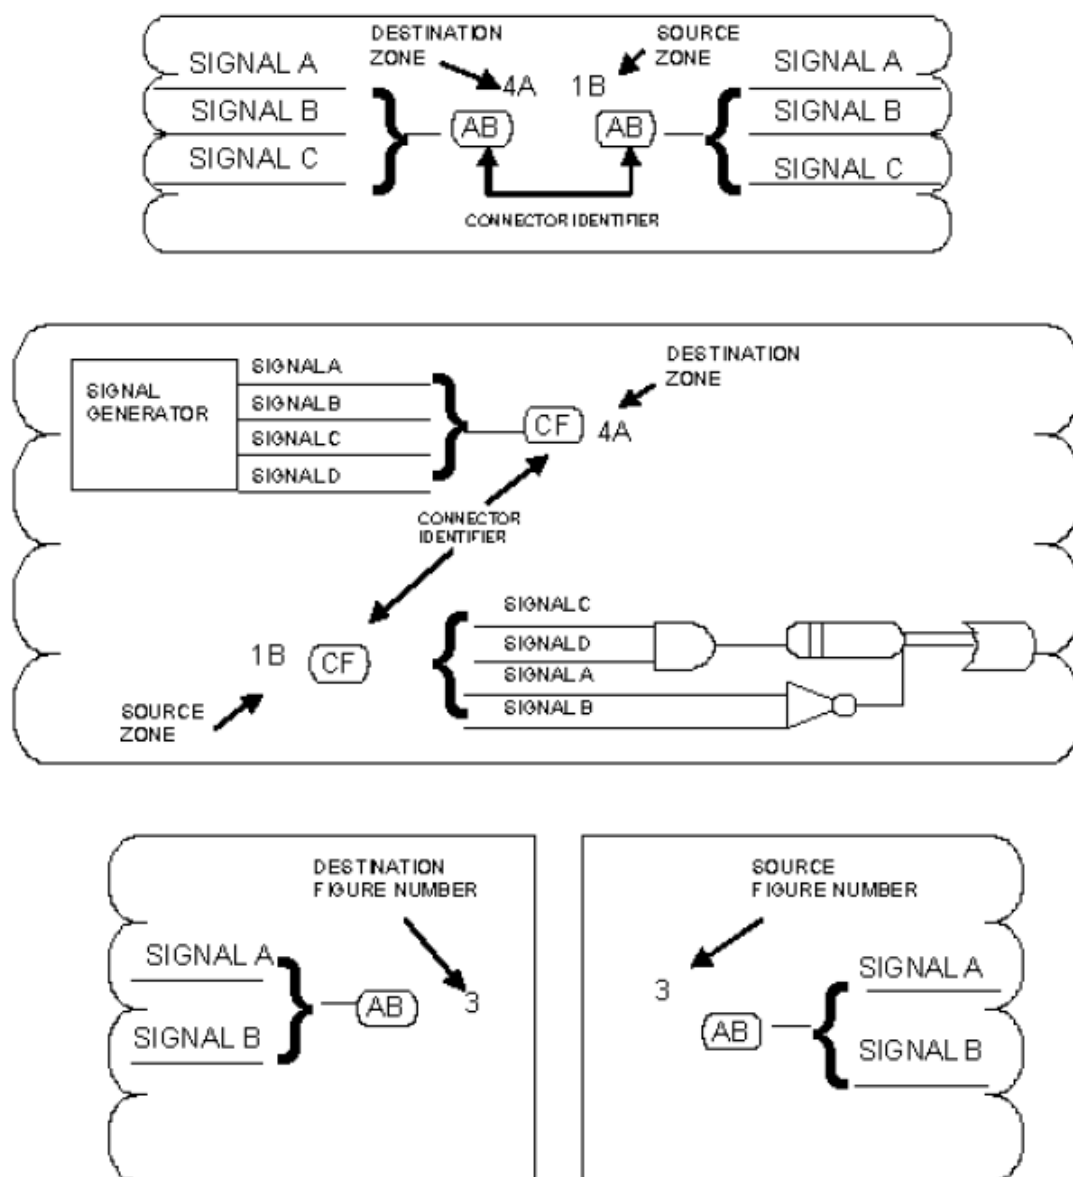 DESTINATION
ZONE
SOURCE
ZONE
SIGNAL A
SIGNAL B
SIGNAL C
4A
1B
AB
AB
SIGNAL A
SIGNAL B
SIGNAL C
CONNECTOR IDENTIFIER
SIGNAL
GENERATOR
SIGNAL A
SIGNAL B
SIGNAL C
SIGNAL D
CF
4A
DESTINATION
ZONE
CONNECTOR
IDENTIFIER
1B
CF
SOURCE
ZONE
SIGNAL C
SIGNAL D
SIGNAL A
SIGNAL B
DESTINATION
FIGURE NUMBER
SIGNAL A
SIGNAL B
AB
3
SOURCE
FIGURE NUMBER
3
AB
SIGNAL A
SIGNAL B